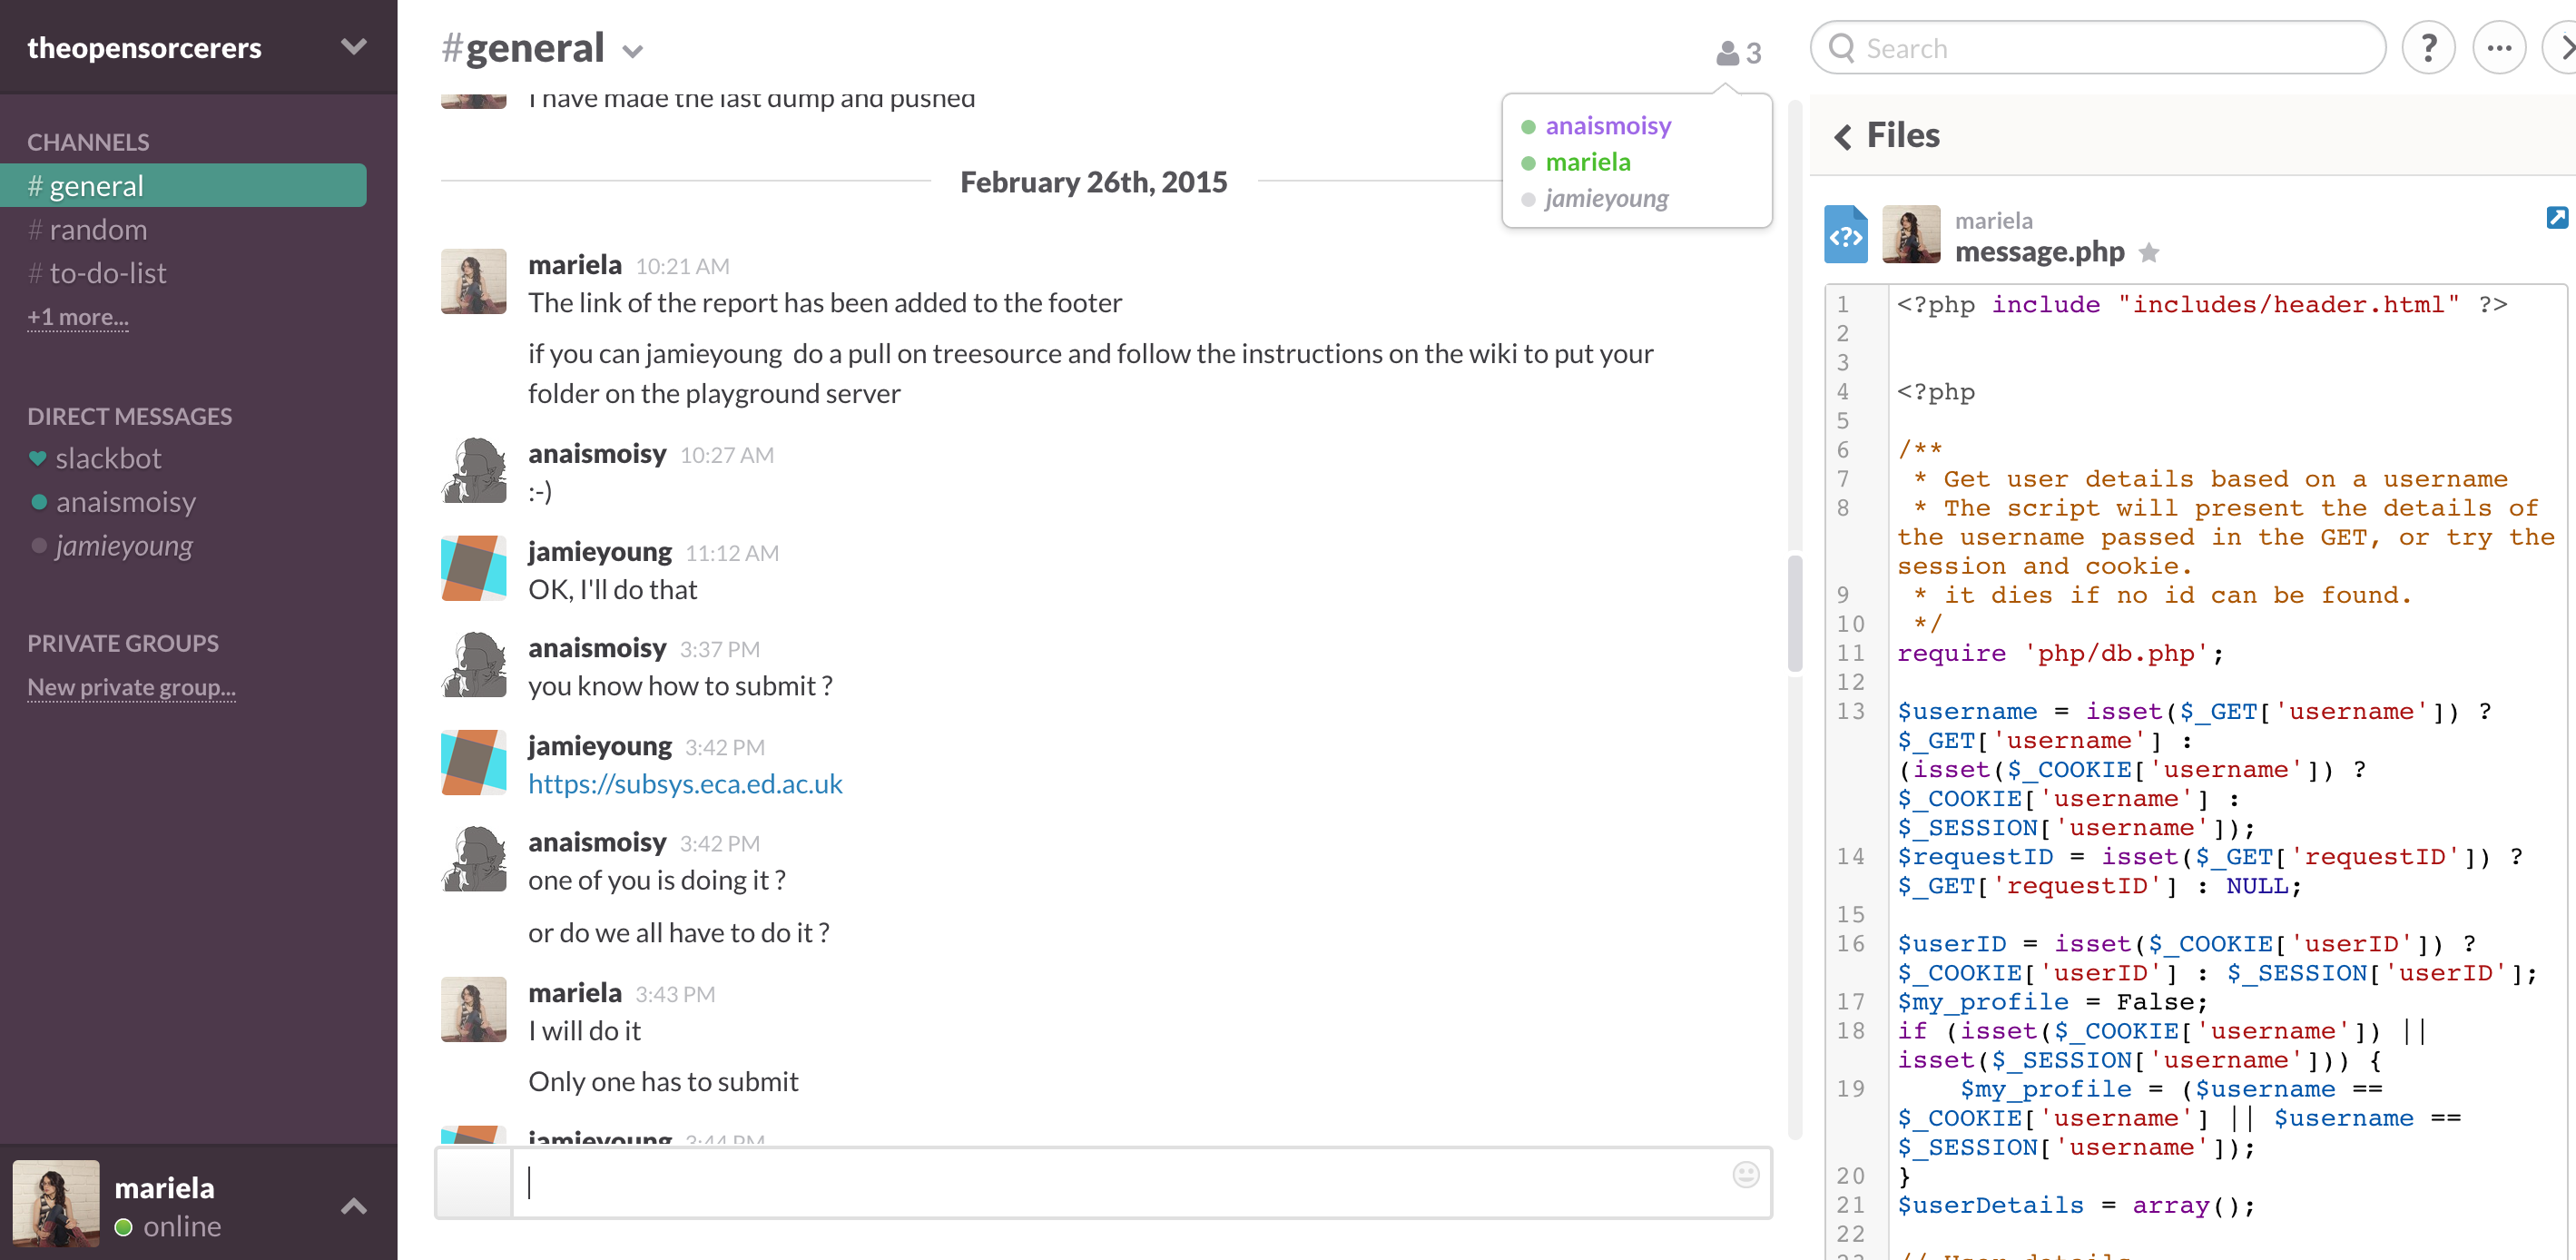 theopensorcerers
CHANNELS
# general
# random
# to-do-list
+1 more...
DIRECT MESSAGES
slackbot
anaismoisy
jamieyoung
PRIVATE GROUPS
New private group...
mariela
online
#general
3
anaismoisy
mariela
jamieyoung
I have made the last dump and pushed
February 26th, 2015
mariela 10:21 AM
The link of the report has been added to the footer
if you can jamieyoung do a pull on treesource and follow the instructions on the wiki to put your
folder on the playground server
anaismoisy 10:27 AM
:-)
jamieyoung 11:12 AM
OK, I'll do that
anaismoisy 3:37 PM
you know how to submit ?
jamieyoung 3:42 PM
https://subsys.eca.ed.ac.uk
anaismoisy 3:42 PM
one of you is doing it ?
or do we all have to do it ?
mariela 3:43 PM
I will do it
Only one has to submit
jamieyoung 3:44 PM
Search
?
Files
<?>
mariela
message.php
1 <?php include "includes/header.html" ?>
2
3
4 <?php
5
6 /**
7  * Get user details based on a username
8  * The script will present the details of
the username passed in the GET, or try the
session and cookie.
9  * it dies if no id can be found.
10  */
11 require 'php/db.php';
12
13 $username = isset($_GET['username']) ?
$_GET['username'] :
(isset($_COOKIE['username']) ?
$_COOKIE['username'] :
$_SESSION['username']);
14 $requestID = isset($_GET['requestID']) ?
$_GET['requestID'] : NULL;
15
16 $userID = isset($_COOKIE['userID']) ?
$_COOKIE['userID'] : $_SESSION['userID'];
17 $my_profile = False;
18 if (isset($_COOKIE['username']) ||
isset($_SESSION['username'])) {
19     $my_profile = ($username ==
$_COOKIE['username'] || $username ==
$_SESSION['username']);
20 }
21 $userDetails = array();
22
23 // User details